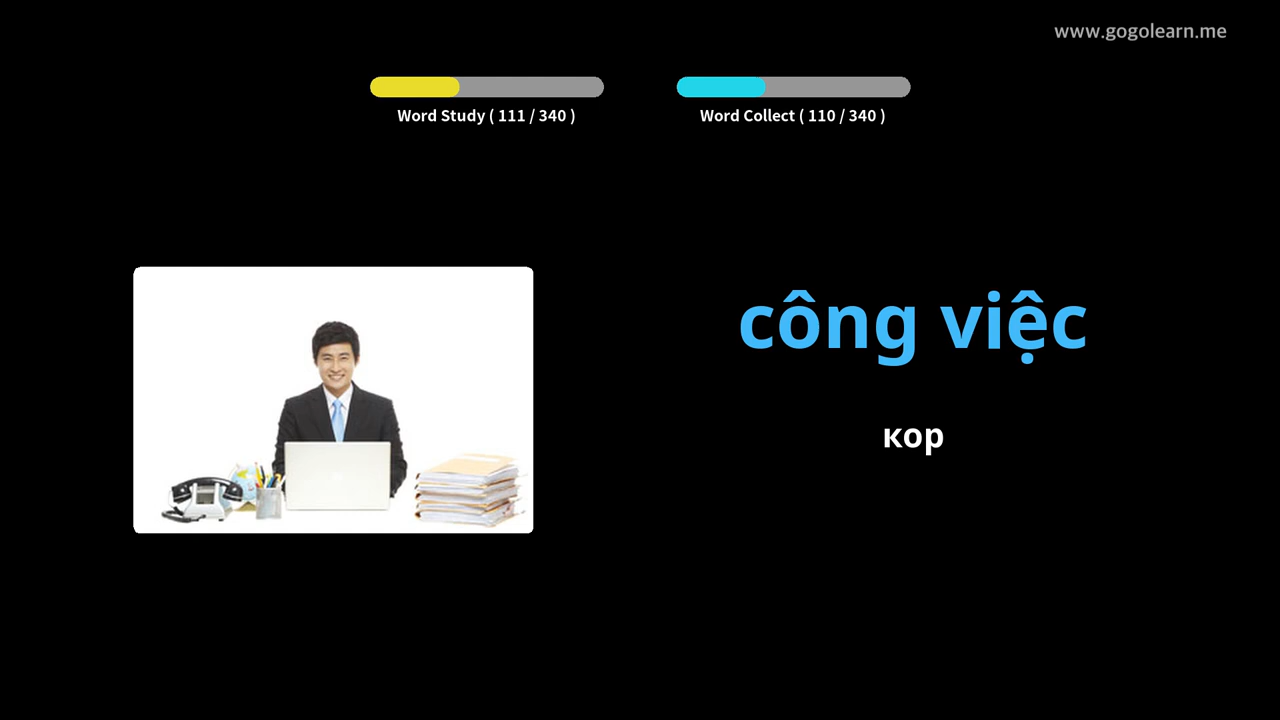 www.gogolearn.me
Word Study ( 111 / 340 )
Word Collect ( 110 / 340 )
công việc
кор